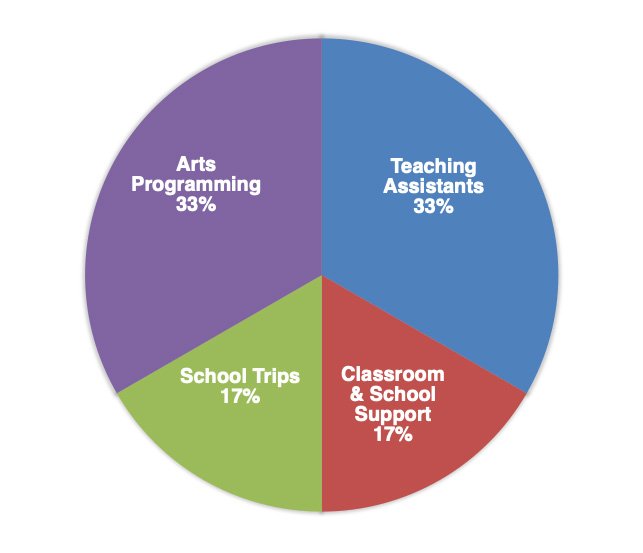 Arts
Programming
33%
Teaching
Assistants
33%
School Trips
17%
Classroom
& School
Support
17%